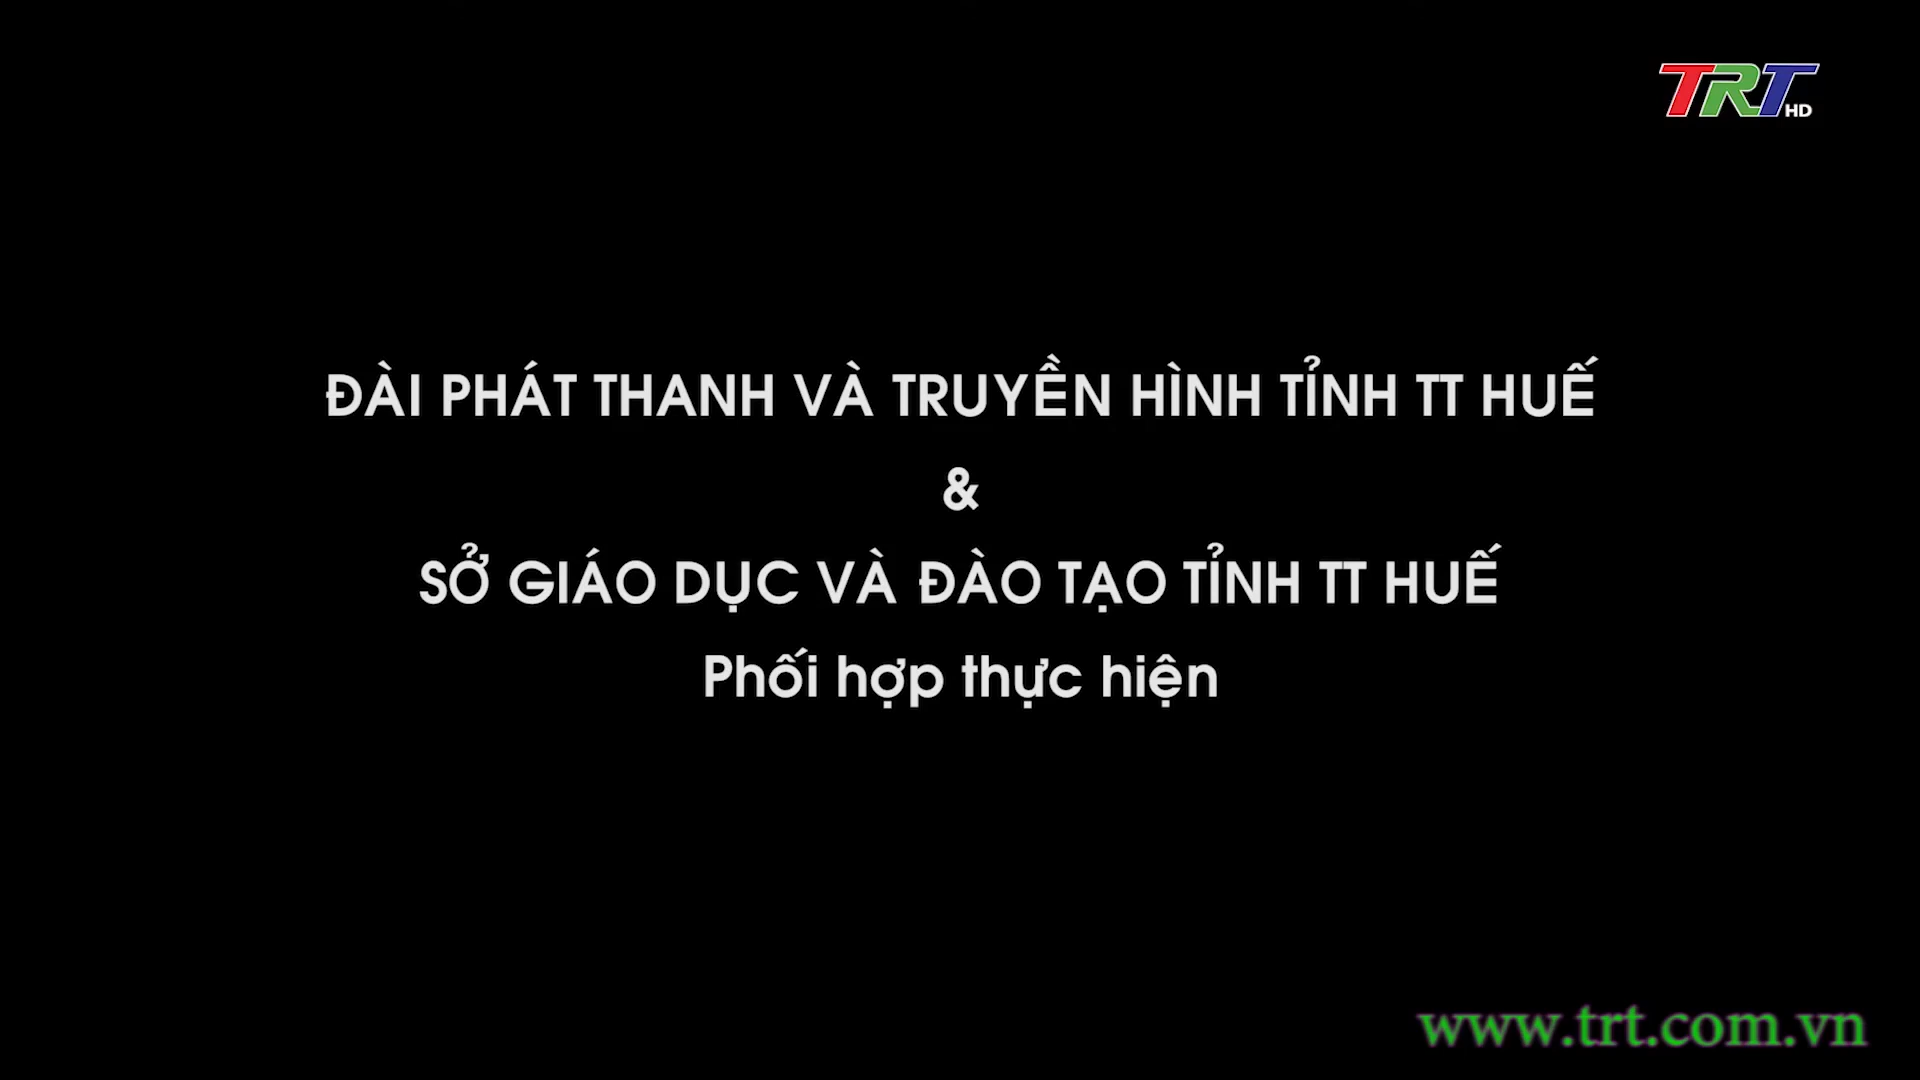 TRT HD
ĐÀI PHÁT THANH VÀ TRUYỀN HÌNH TỈNH TT HUẾ
&
SỞ GIÁO DỤC VÀ ĐÀO TẠO TỈNH TT HUẾ
Phối hợp thực hiện
www.trt.com.vn